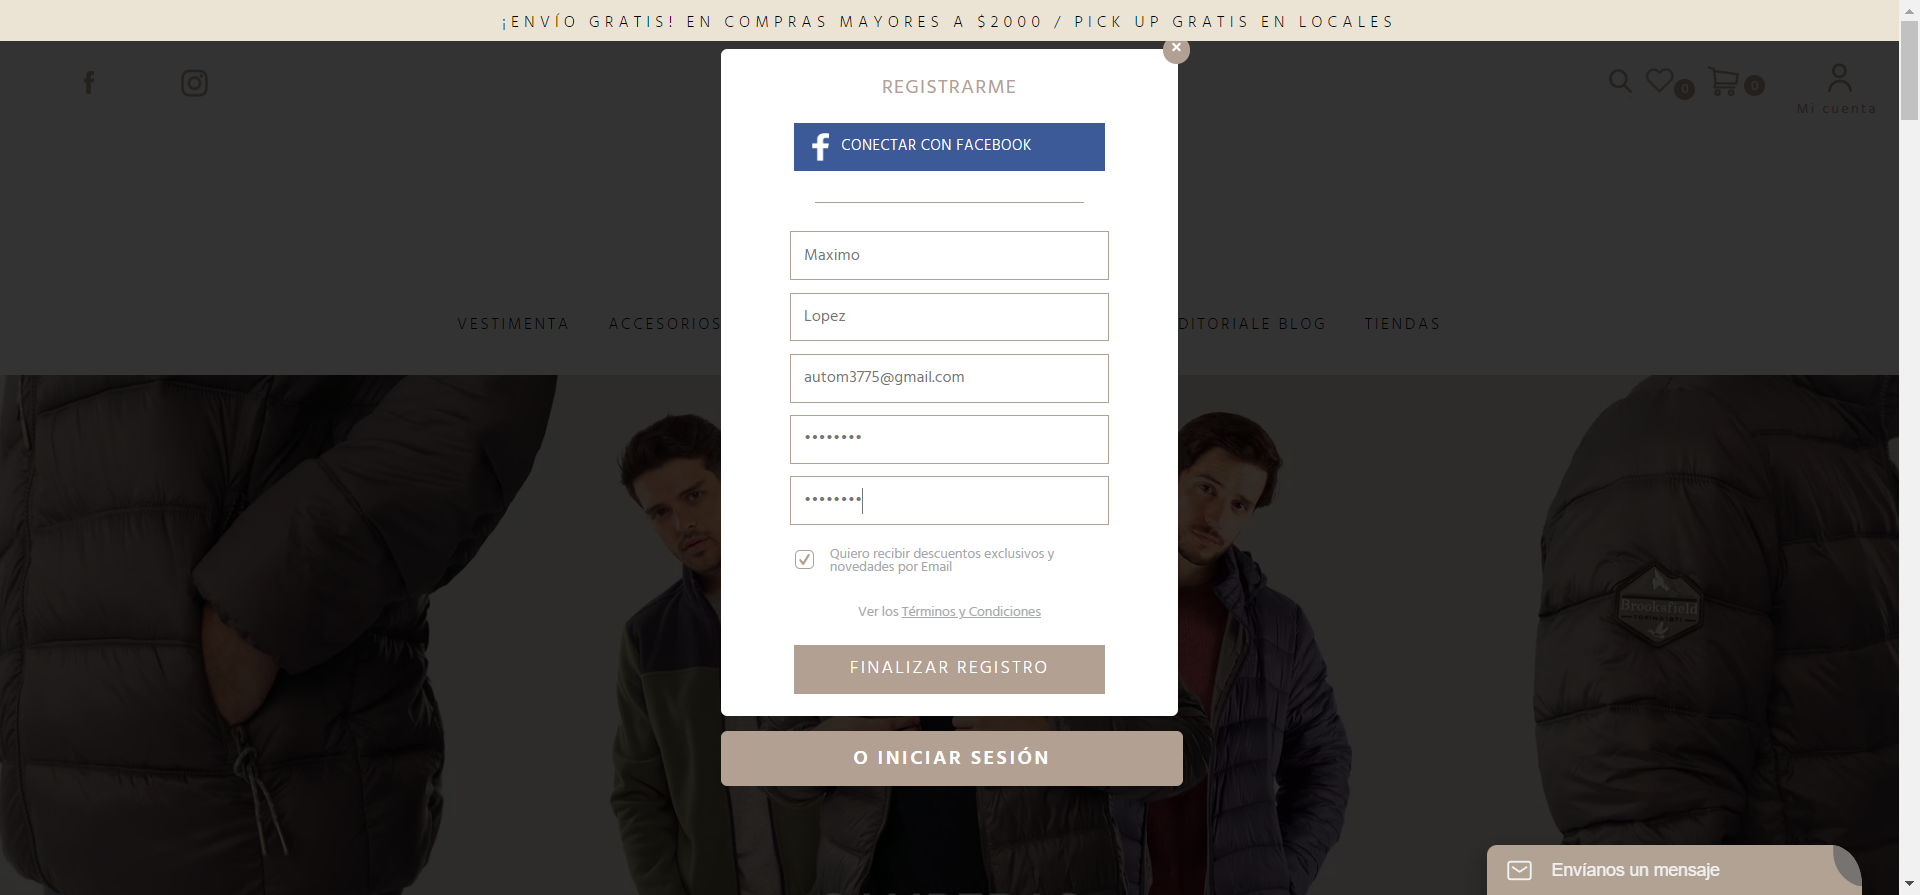 ¡ENVÍO GRATIS! EN COMPRAS MAYORES A $2000 / PICK UP GRATIS EN LOCALES
0
0
Mi cuenta
×
REGISTRARME
CONECTAR CON FACEBOOK
VESTIMENTA ACCESORIOS DITORIALE BLOG TIENDAS
Maximo
Lopez
autom3775@gmail.com
••••••••
••••••••
Quiero recibir descuentos exclusivos y
novedades por Email
Ver los Términos y Condiciones
FINALIZAR REGISTRO
O INICIAR SESIÓN
Brooksfield
Envíanos un mensaje